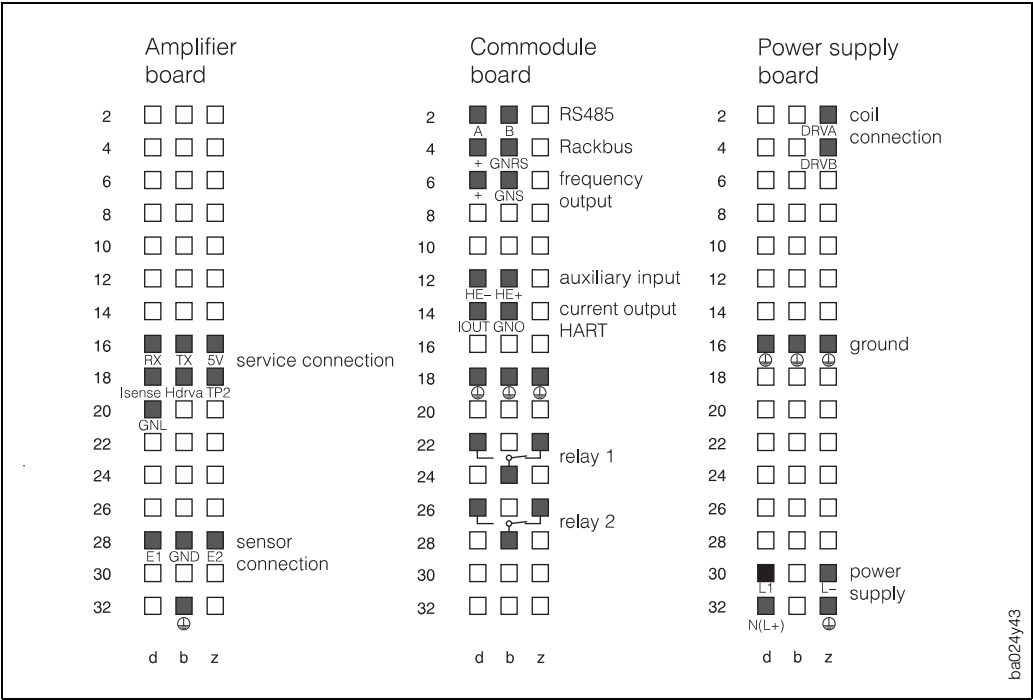 Amplifier
board
Commodule
board
Power supply
board
2
2 RS485
2 coil
connection
A B
DRVA
4
4 Rackbus
4
+ GNRS
DRVB
6
6 frequency
output
6
+ GNS
8
8
8
10
10
10
12
12 auxiliary input
12
HE– HE+
14
14 current output
HART
14
IOUT GNO
16
16
16 ground
RX TX 5V
service connection
18
18
18
Isense Hdrva TP2
20
20
20
GNL
22
22
22
relay 1
24
24
24
26
26
26
relay 2
28 sensor
connection
28
28
E1 GND E2
30
30
30 power
supply
L1 L–
32
32
32
N(L+)
d b z
d b z
d b z
ba024y43